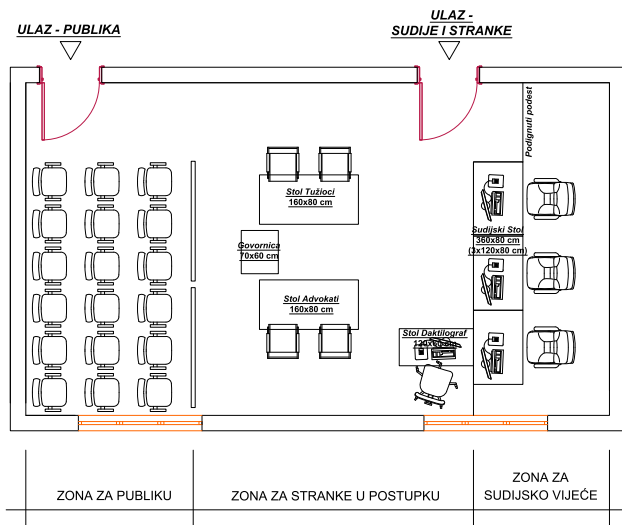 ULAZ - PUBLIKA
ULAZ -
SUDIJE I STRANKE
Podignuti podest
Stol Tužioci
160x80 cm
Sudijski Stol
360x80 cm
(3x120x80 cm)
Govornica
70x60 cm
Stol Advokati
160x80 cm
Stol Daktilograf
ZONA ZA PUBLIKU
ZONA ZA STRANKE U POSTUPKU
ZONA ZA
SUDIJSKO VIJEĆE